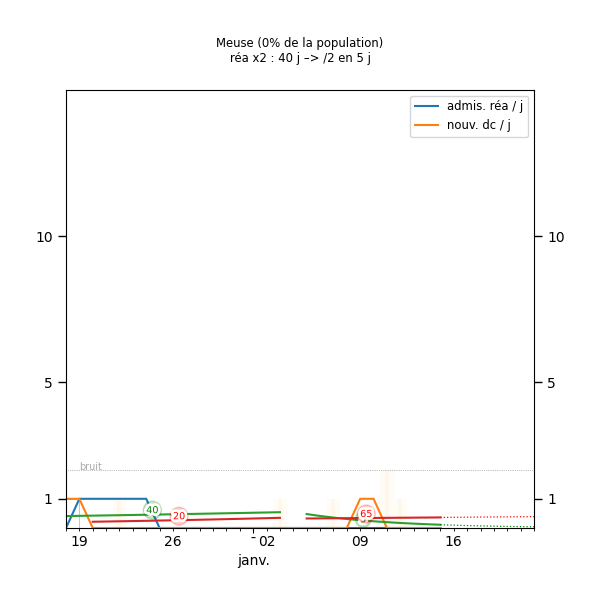 Meuse (0% de la population)
réa x2 : 40 j –> /2 en 5 j
admis. réa / j
nouv. dc / j
10
10
5
5
bruit
1
1
40
20
65
19
26
02
09
16
janv.